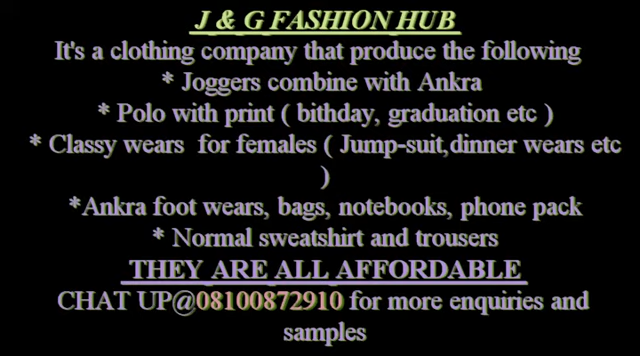 J & G FASHION HUB
It's a clothing company that produce the following
* Joggers combine with Ankra
* Polo with print ( bithday, graduation etc )
* Classy wears for females ( Jump-suit,dinner wears etc
)
*Ankra foot wears, bags, notebooks, phone pack
* Normal sweatshirt and trousers
THEY ARE ALL AFFORDABLE
CHAT UP@08100872910 for more enquiries and
samples